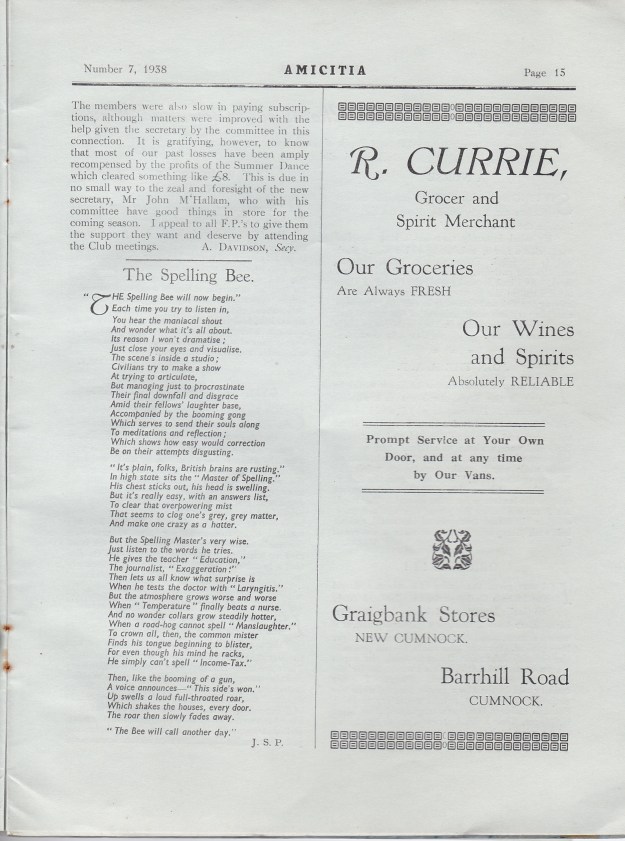 Number 7, 1938
AMICITIA
Page 15
The members were also slow in paying subscrip-
tions, although matters were improved with the
help given the secretary by the committee in this
connection. It is gratifying, however, to know
that most of our past losses have been amply
recompensed by the profits of the Summer Dance
which cleared something like £8. This is due in
no small way to the zeal and foresight of the new
secretary, Mr John M'Hallam, who with his
committee have good things in store for the
coming season. I appeal to all F.P.'s to give them
the support they want and deserve by attending
the Club meetings. A. DAVIDSON, Secy.
The Spelling Bee.
"THE Spelling Bee will now begin."
Each time you try to listen in,
You hear the maniacal shout
And wonder what it's all about.
Its reason I won't dramatise;
Just close your eyes and visualise.
The scene's inside a studio;
Civilians try to make a show
At trying to articulate,
But managing just to procrastinate
Their final downfall and disgrace
Amid their fellows' laughter base,
Accompanied by the booming gong
Which serves to send their souls along
To meditations and reflection;
Which shows how easy would correction
Be on their attempts disgusting.
"It's plain, folks, British brains are rusting."
In high state sits the "Master of Spelling."
His chest sticks out, his head is swelling.
But it's really easy, with an answers list,
To clear that overpowering mist
That seems to clog one's grey, grey matter,
And make one crazy as a hatter.
But the Spelling Master's very wise.
Just listen to the words he tries.
He gives the teacher "Education,"
The journalist, "Exaggeration!"
Then lets us all know what surprise is
When he tests the doctor with "Laryngitis."
But the atmosphere grows worse and worse
When "Temperature" finally beats a nurse.
And no wonder collars grow steadily hotter,
When a road-hog cannot spell "Manslaughter."
To crown all, then, the common mister
Finds his tongue beginning to blister,
For even though his mind he racks,
He simply can't spell "Income-Tax."
Then, like the booming of a gun,
A voice announces—"This side's won."
Up swells a loud full-throated roar,
Which shakes the houses, every door.
The roar then slowly fades away.
"The Bee will call another day."
J. S. P.
R. CURRIE,
Grocer and
Spirit Merchant
Our Groceries
Are Always FRESH
Our Wines
and Spirits
Absolutely RELIABLE
Prompt Service at Your Own
Door, and at any time
by Our Vans.
Graigbank Stores
NEW CUMNOCK.
Barrhill Road
CUMNOCK.